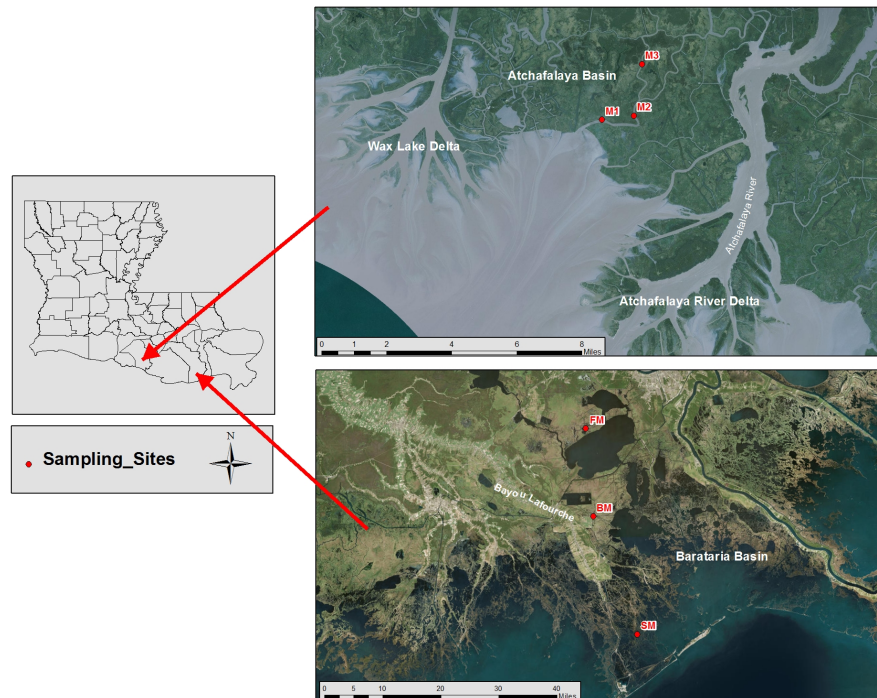 M3
Atchafalaya Basin
M1
M2
Wax Lake Delta
Atchafalaya River
Atchafalaya River Delta
0 1 2 4 6 8
Miles
N
Sampling_Sites
FM
Bayou Lafourche
BM
Barataria Basin
SM
0 5 10 20 30 40
Miles